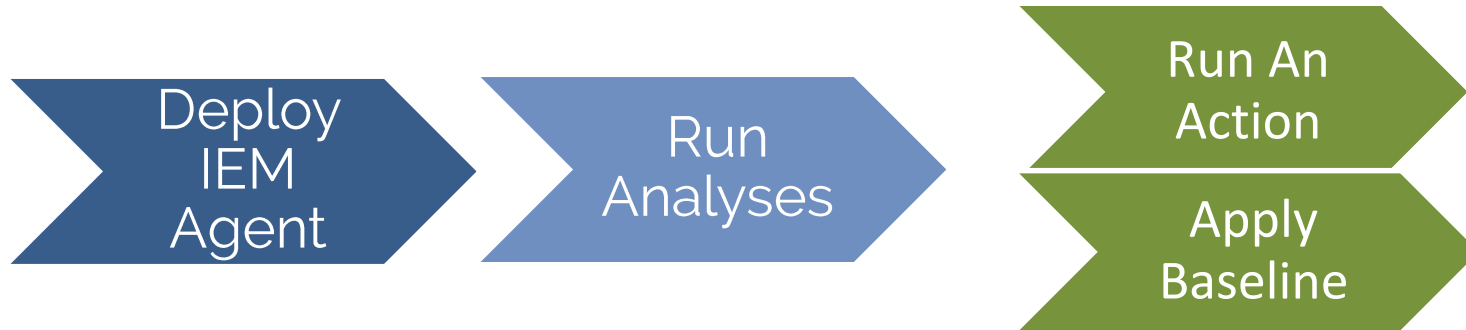 Deploy
IEM
Agent
Run
Analyses
Run An
Action
Apply
Baseline